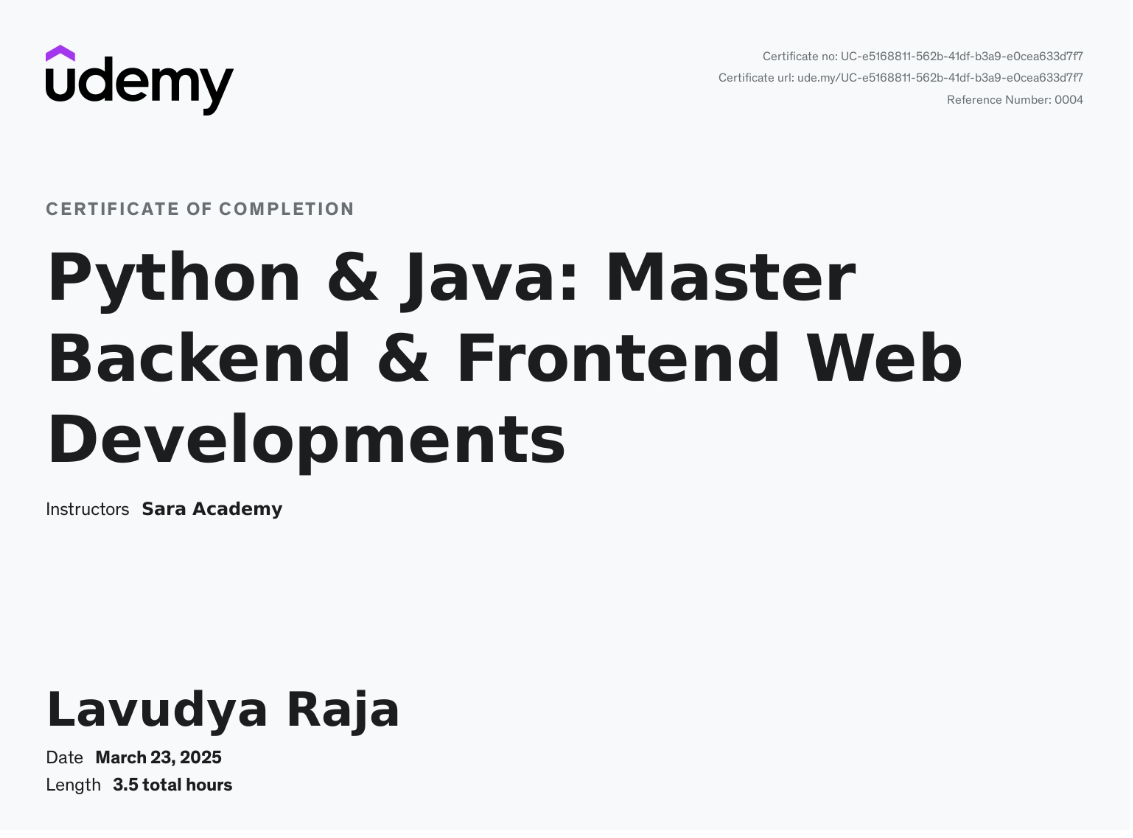 udemy
Certificate no: UC-e5168811-562b-41df-b3a9-e0cea633d7f7
Certificate url: ude.my/UC-e5168811-562b-41df-b3a9-e0cea633d7f7
Reference Number: 0004
CERTIFICATE OF COMPLETION
Python & Java: Master
Backend & Frontend Web
Developments
Instructors Sara Academy
Lavudya Raja
Date March 23, 2025
Length 3.5 total hours